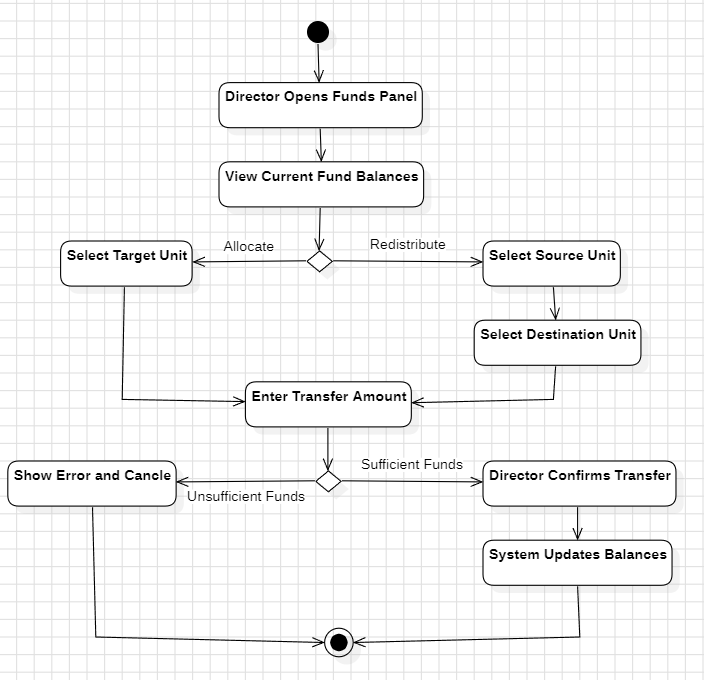 Director Opens Funds Panel
View Current Fund Balances
Allocate
Redistribute
Select Target Unit
Select Source Unit
Select Destination Unit
Enter Transfer Amount
Sufficient Funds
Show Error and Cancle
Director Confirms Transfer
Unsufficient Funds
System Updates Balances